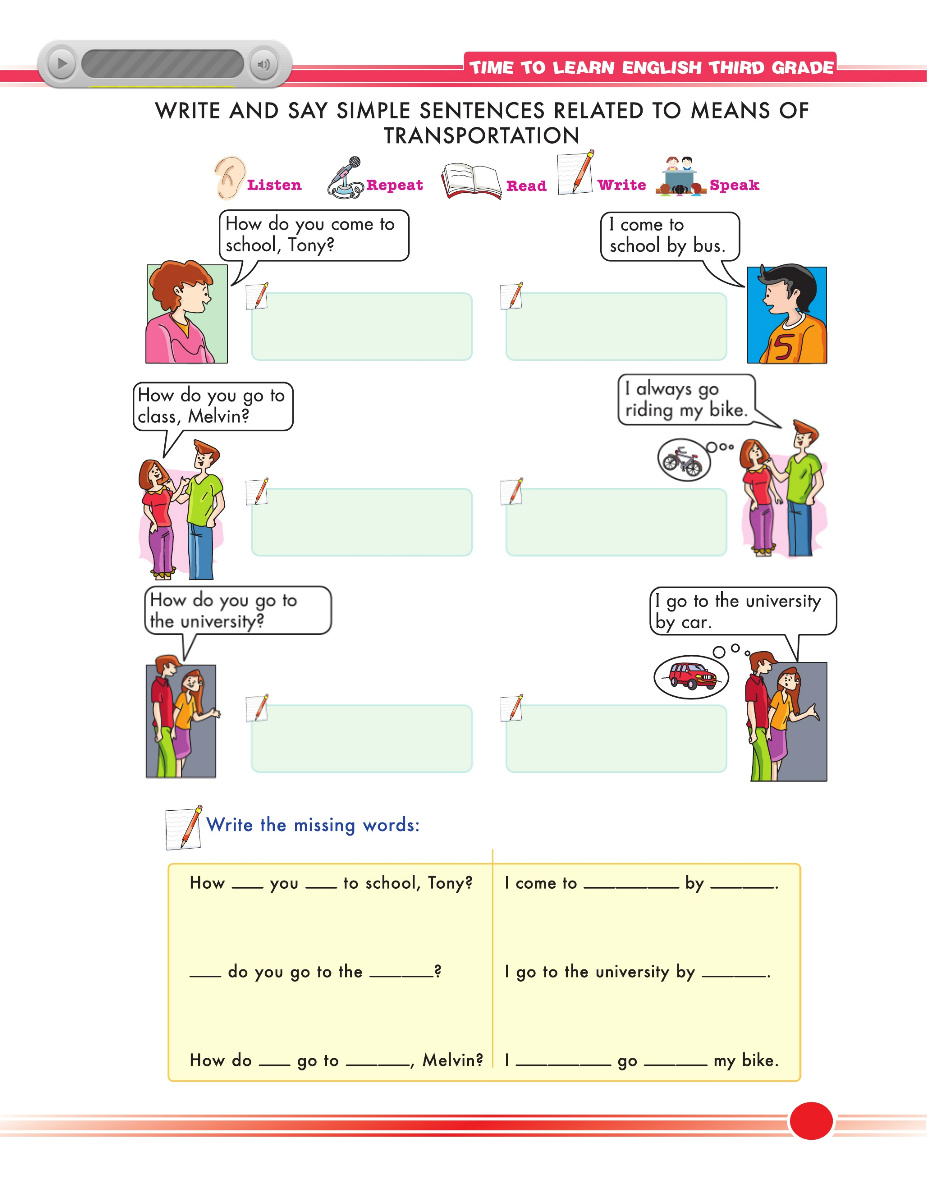 TIME TO LEARN ENGLISH THIRD GRADE
WRITE AND SAY SIMPLE SENTENCES RELATED TO MEANS OF
TRANSPORTATION
Listen
Repeat
Read
Write
Speak
How do you come to
school, Tony?
I come to
school by bus.
5
How do you go to
class, Melvin?
I always go
riding my bike.
How do you go to
the university?
I go to the university
by car.
Write the missing words:
How ___ you ___ to school, Tony?
I come to _________ by ______.
___ do you go to the ______?
I go to the university by ______.
How do ___ go to ______, Melvin?
I _________ go ______ my bike.